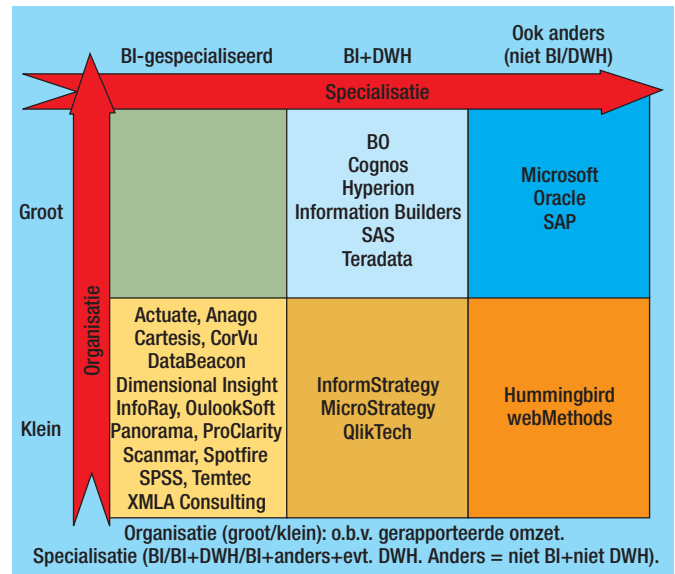 BI-gespecialiseerd
BI+DWH
Ook anders
(niet BI/DWH)
Specialisatie
Organisatie
Groot
BO
Cognos
Hyperion
Information Builders
SAS
Teradata
Microsoft
Oracle
SAP
Klein
Actuate, Anago
Cartesis, CorVu
DataBeacon
Dimensional Insight
InfoRay, OulookSoft
Panorama, ProClarity
Scanmar, Spotfire
SPSS, Temtec
XMLA Consulting
InformStrategy
MicroStrategy
QlikTech
Hummingbird
webMethods
Organisatie (groot/klein): o.b.v. gerapporteerde omzet.
Specialisatie (BI/BI+DWH/BI+anders+evt. DWH. Anders = niet BI+niet DWH).